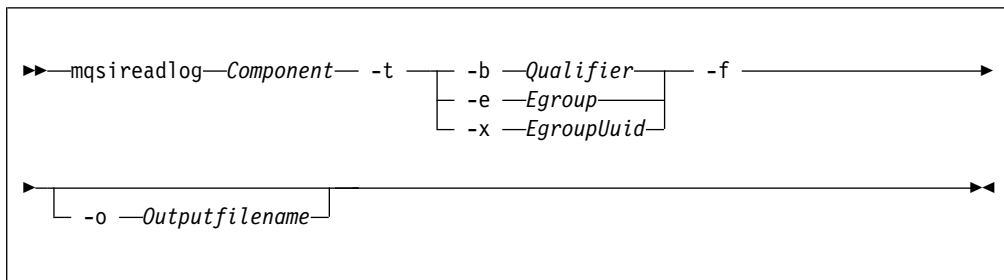 mqsireadlog Component -t -b Qualifier -f
-e Egroup
-x EgroupUuid
-o Outputfilename